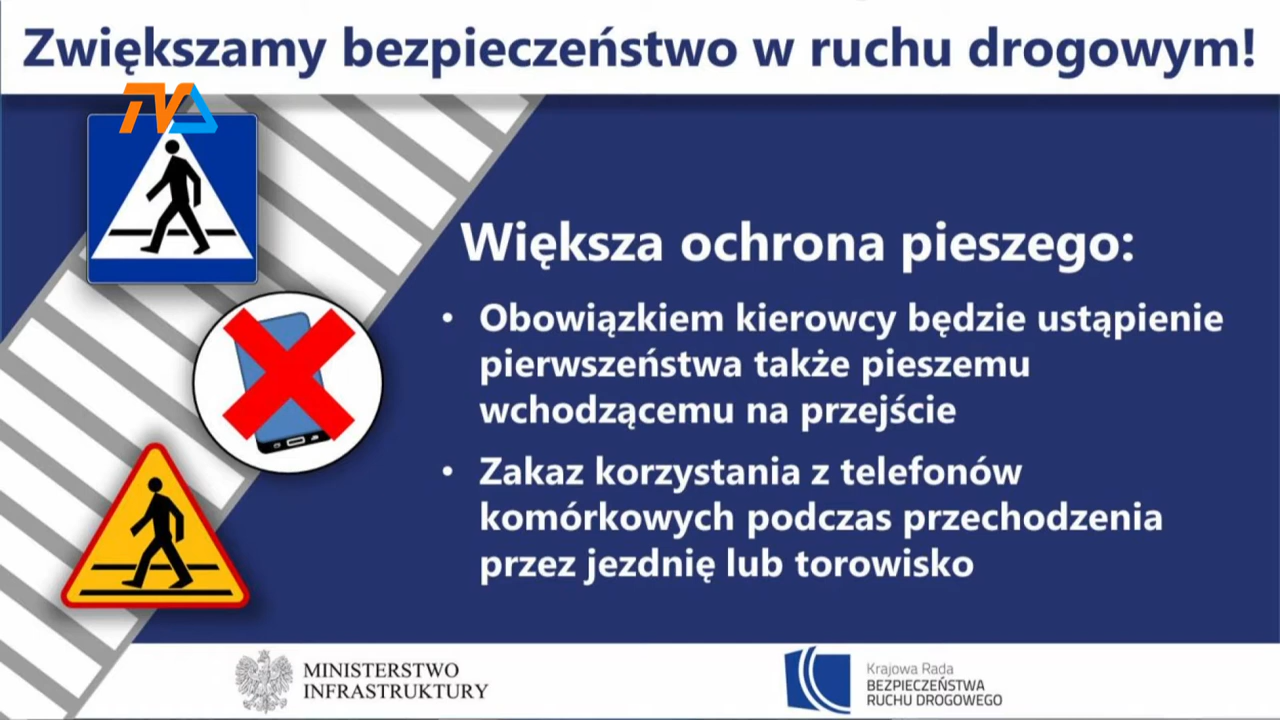 Zwiększamy bezpieczeństwo w ruchu drogowym!
TVA
Większa ochrona pieszego:
• Obowiązkiem kierowcy będzie ustąpienie
pierwszeństwa także pieszemu
wchodzącemu na przejście
• Zakaz korzystania z telefonów
komórkowych podczas przechodzenia
przez jezdnię lub torowisko
MINISTERSTWO
INFRASTRUKTURY
Krajowa Rada
BEZPIECZEŃSTWA
RUCHU DROGOWEGO